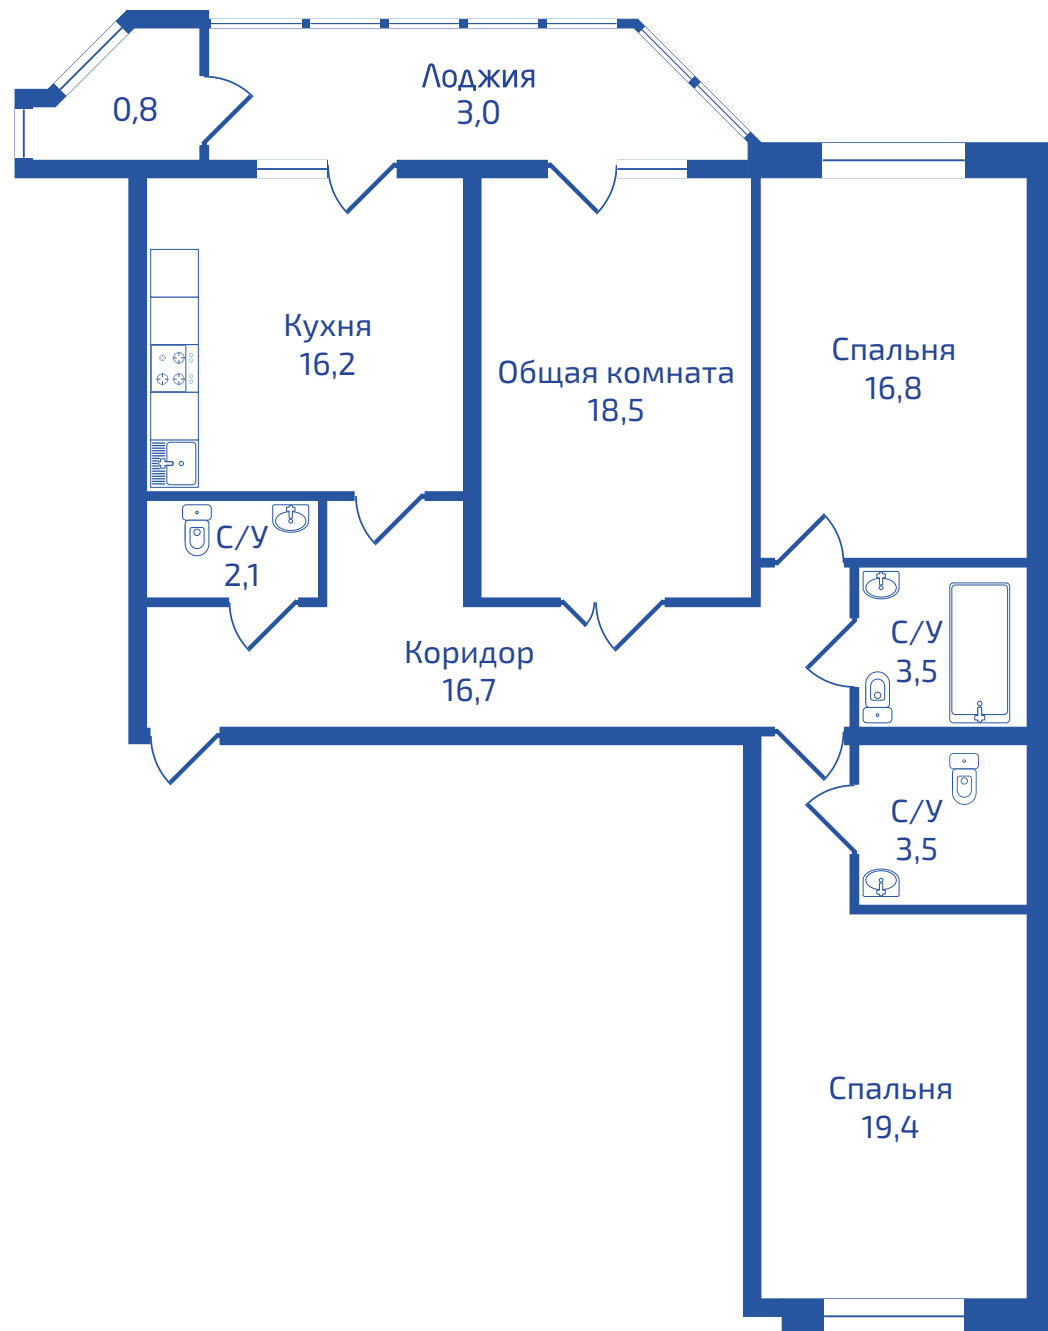 Лоджия
3,0
0,8
Кухня
16,2
Общая комната
18,5
Спальня
16,8
С/У
2,1
Коридор
16,7
С/У
3,5
С/У
3,5
Спальня
19,4